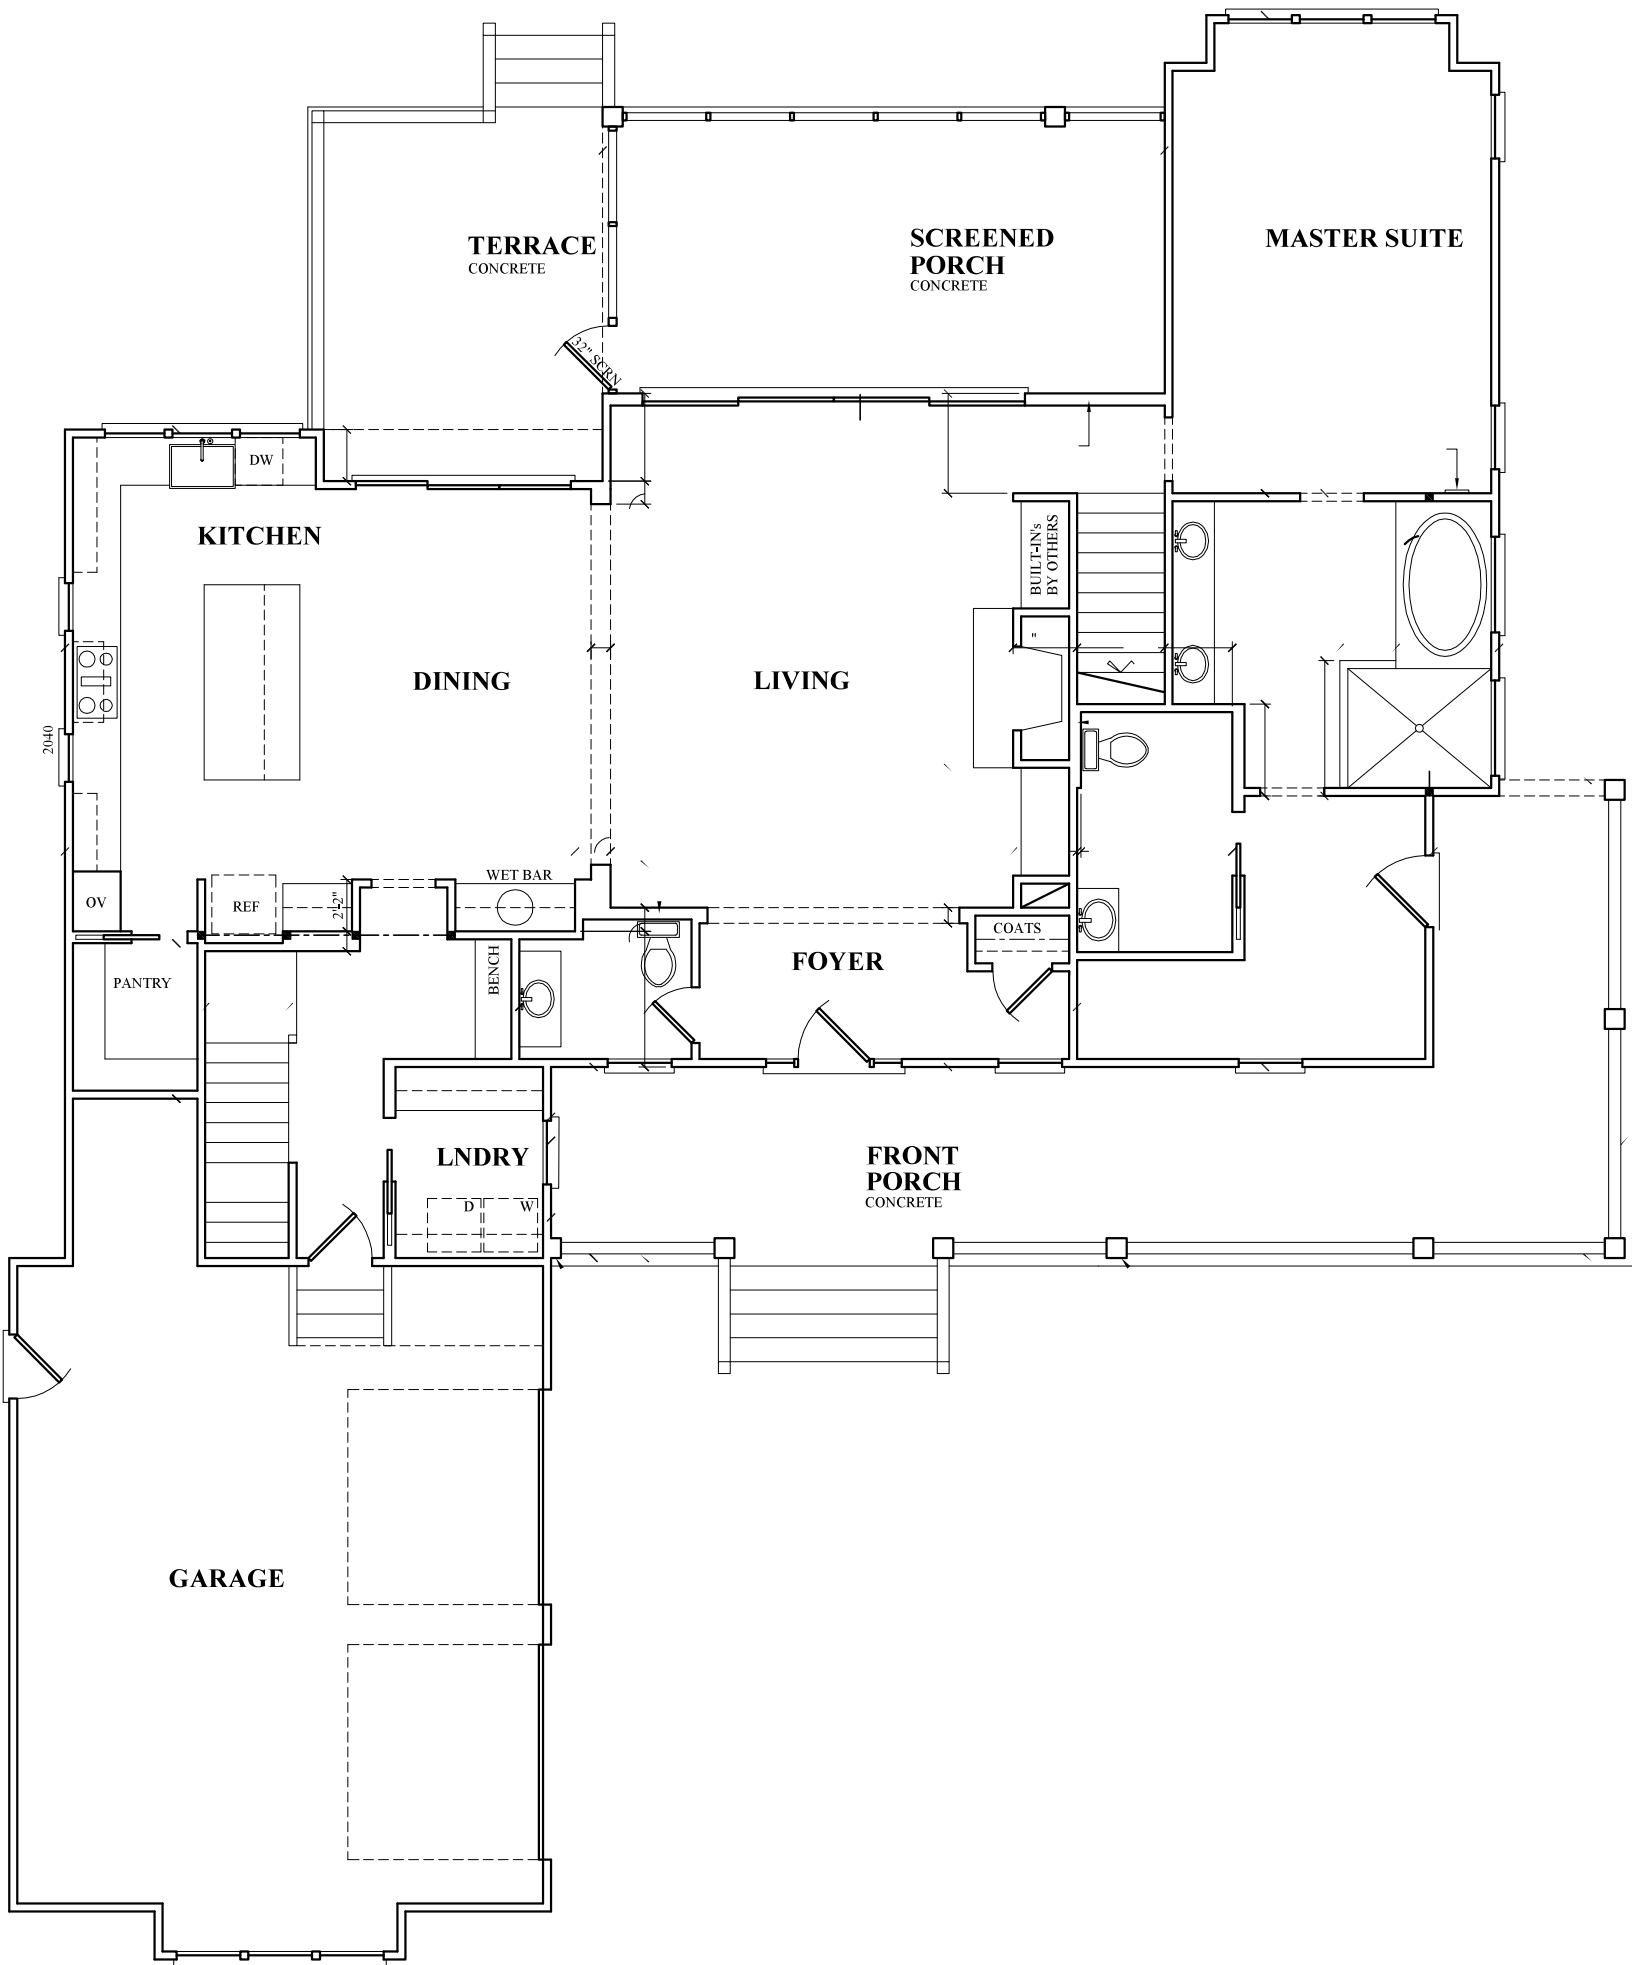 TERRACE
CONCRETE
SCREENED
PORCH
CONCRETE
MASTER SUITE
32" SCRN
DW
KITCHEN
BUILT-IN's
BY OTHERS
"
DINING
LIVING
2040
WET BAR
OV
REF
2'-2"
COATS
FOYER
BENCH
PANTRY
LNDRY
D
W
FRONT
PORCH
CONCRETE
GARAGE